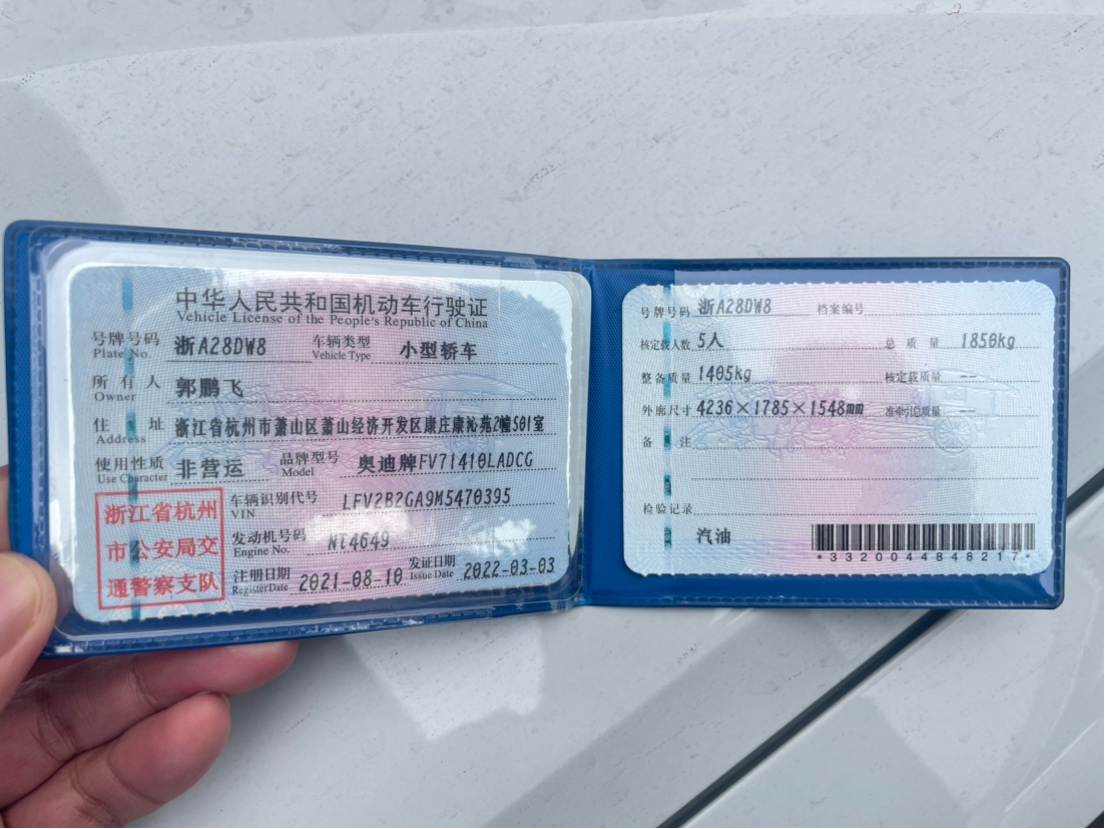 中华人民共和国机动车行驶证
Vehicle License of the People's Republic of China
号牌号码 浙A28DW8 车辆类型 小型轿车
Plate No. Vehicle Type
所有人 郭鹏飞
Owner
住址 浙江省杭州市萧山区萧山经济开发区康庄康沁苑2幢501室
Address
使用性质 非营运 品牌型号 奥迪牌FV71410LADCG
Use Character Model
浙江省杭州
市公安局交
通警察支队
车辆识别代号 LFV2B2GA9M5470395
VIN
发动机号码 4649
Engine No.
注册日期 2021-08-10 发证日期 2022-03-03
Register Date Issue Date
号牌号码 浙A28DW8 档案编号
核定载人数 5人 总质量 1850kg
整备质量 1405kg 核定载质量 --
外廓尺寸 4236×1785×1548mm 准牵引总质量 --
备注
检验记录
汽油
*3320044848217*